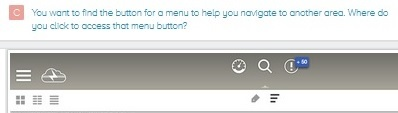 C You want to find the button for a menu to help you navigate to another area. Where do
you click to access that menu button?
+ 50